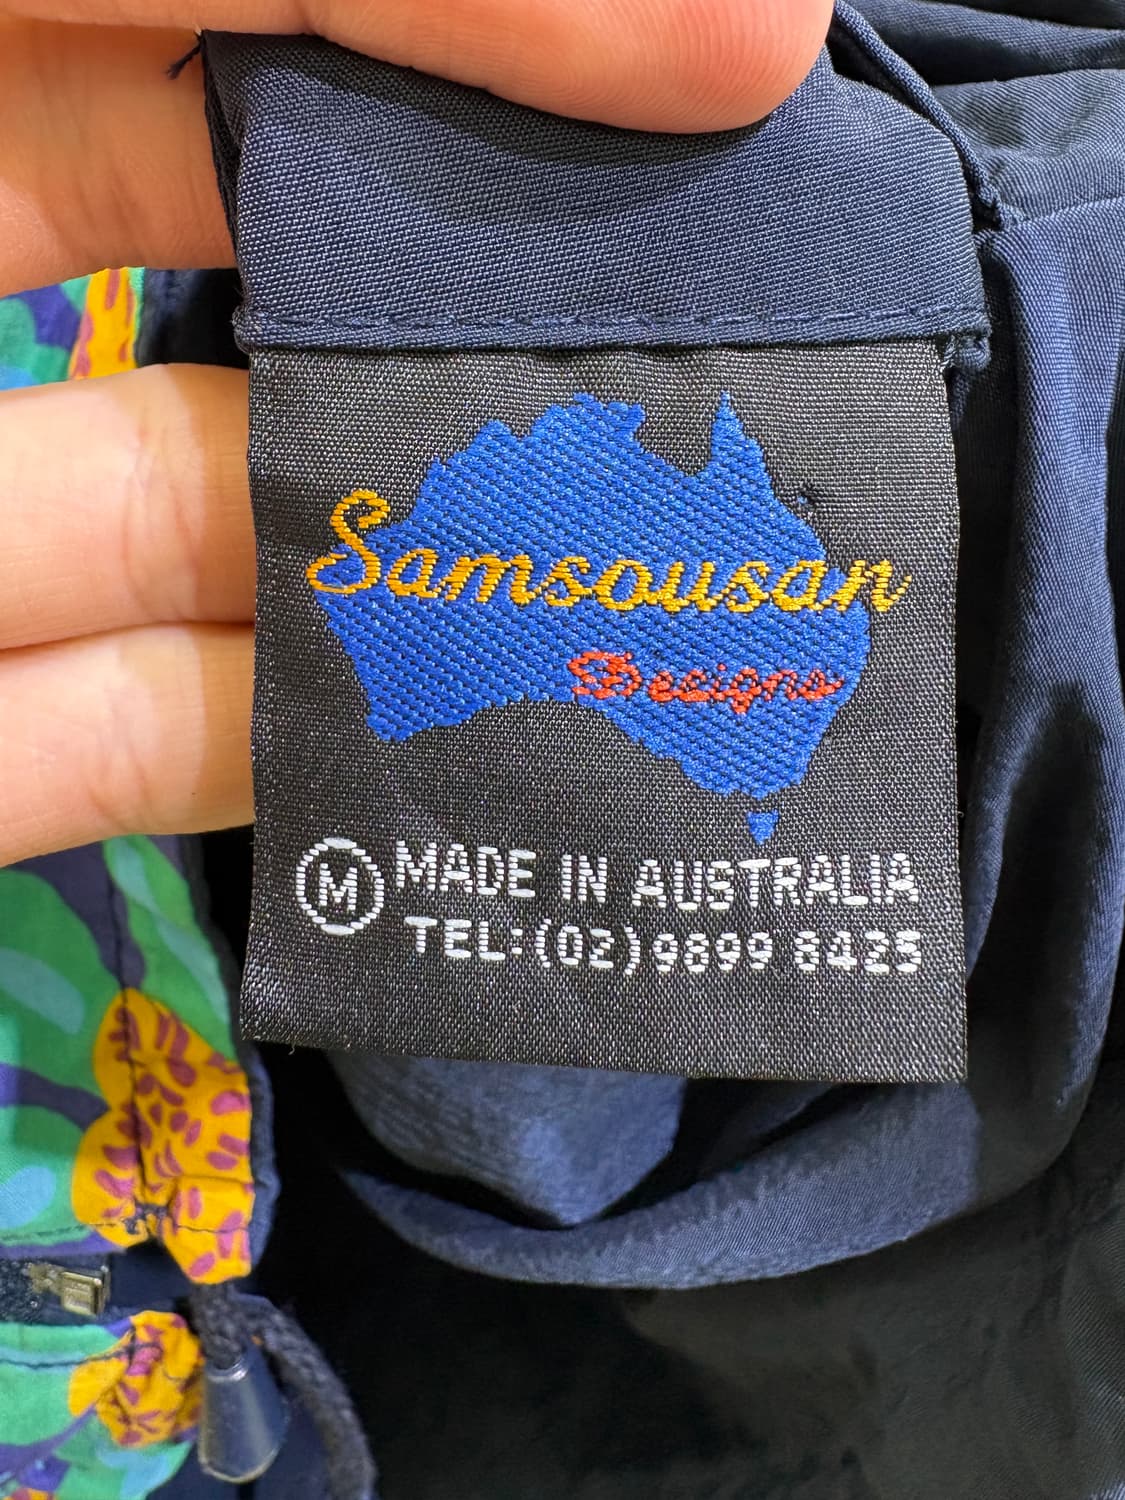 Samsousan
Designs
M MADE IN AUSTRALIA
TEL:(02)9899 8425